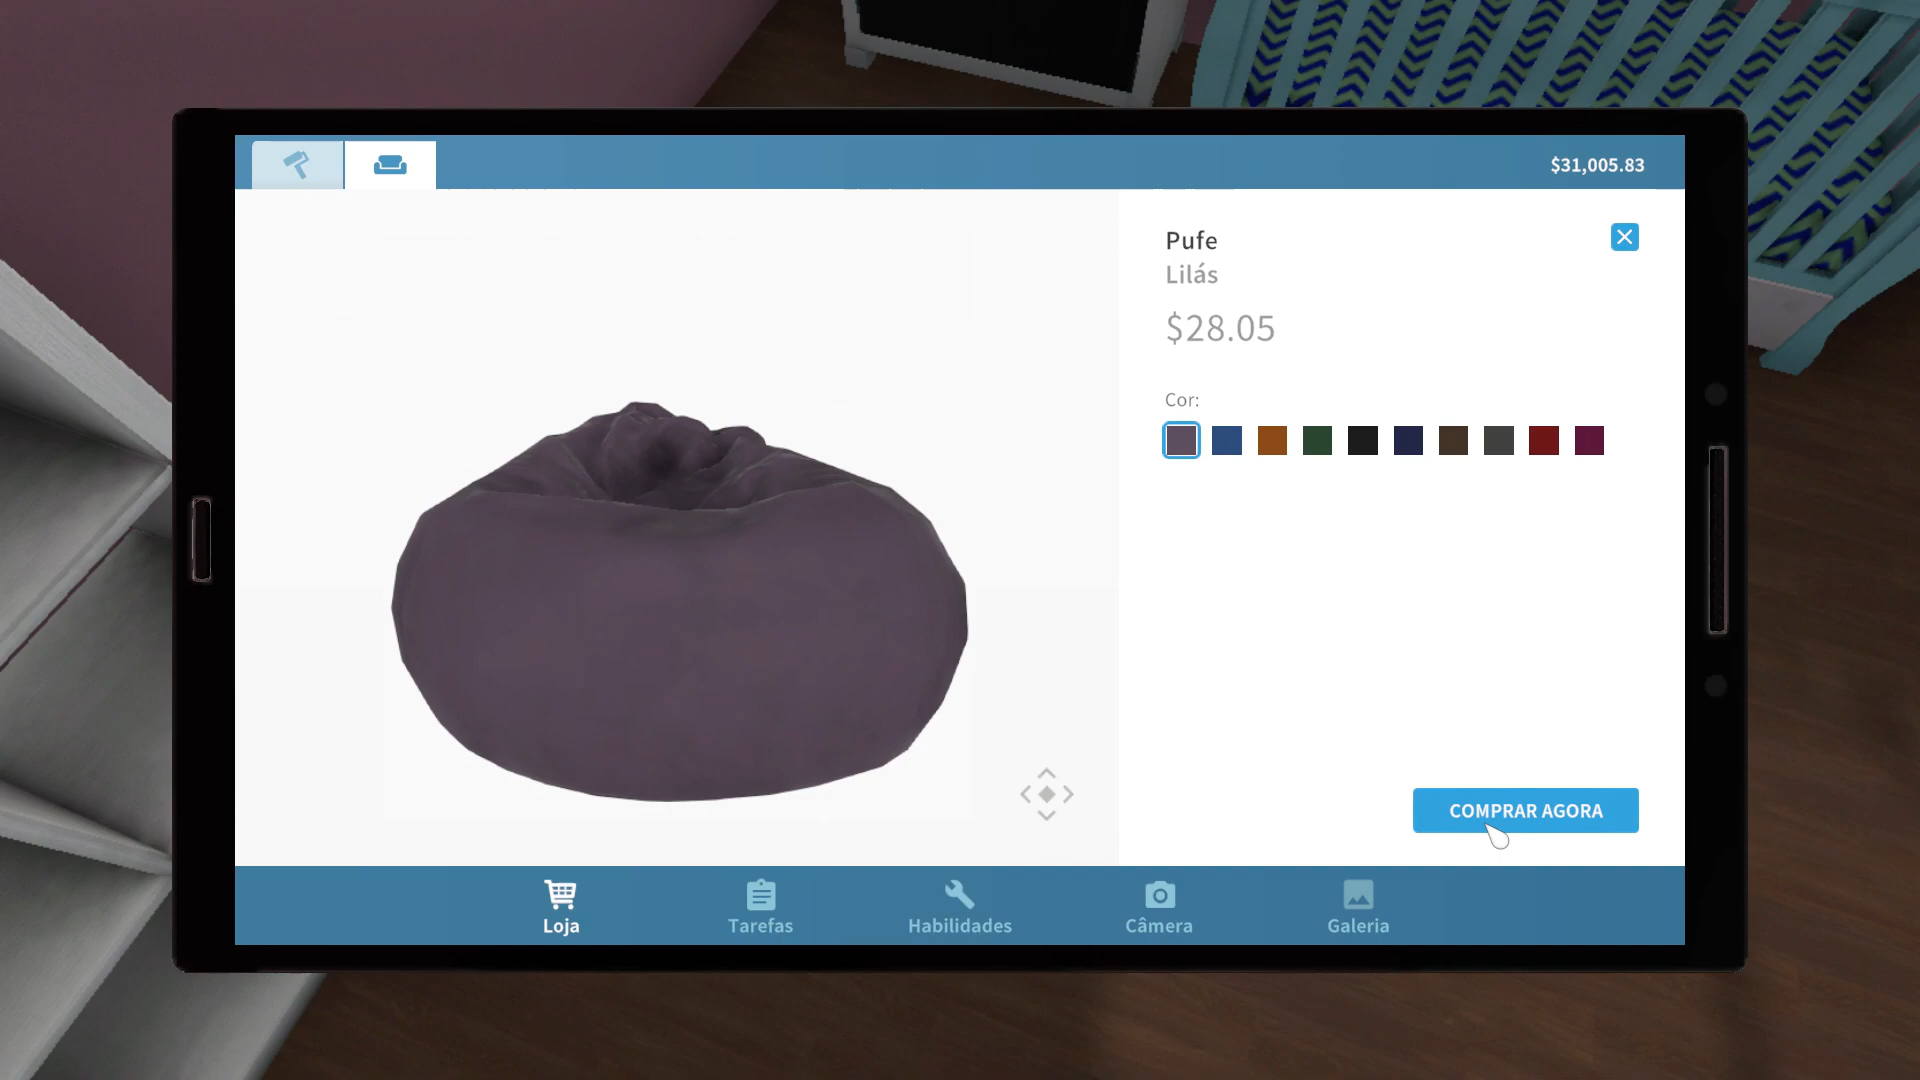 $31,005.83
Pufe
Lilás
$28.05
Cor:
COMPRAR AGORA
Loja
Tarefas
Habilidades
Câmera
Galeria